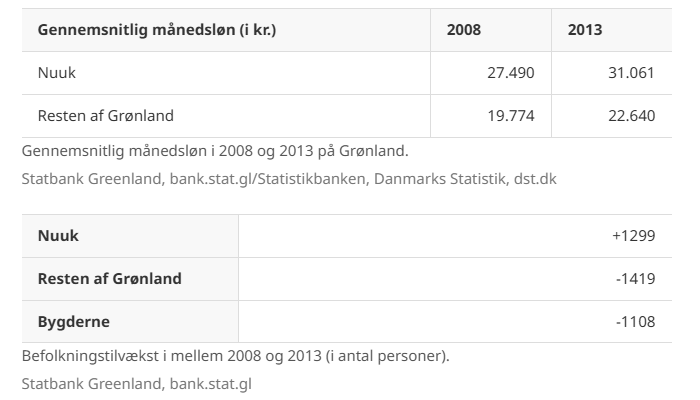 Gennemsnitlig månedsløn (i kr.) 2008 2013
Nuuk 27.490 31.061
Resten af Grønland 19.774 22.640
Gennemsnitlig månedsløn i 2008 og 2013 på Grønland.
Statbank Greenland, bank.stat.gl/Statistikbanken, Danmarks Statistik, dst.dk
Nuuk +1299
Resten af Grønland -1419
Bygderne -1108
Befolkningstilvækst i mellem 2008 og 2013 (i antal personer).
Statbank Greenland, bank.stat.gl